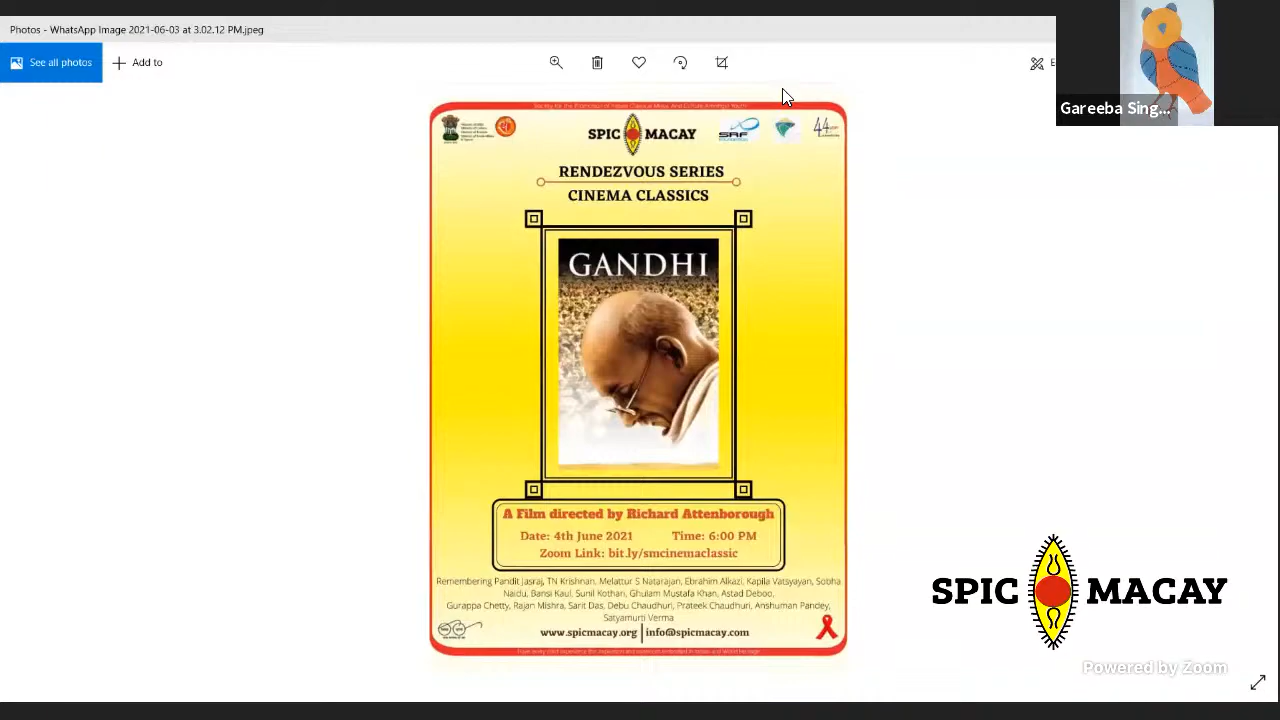 Photos - WhatsApp Image 2021-06-03 at 3.02.12 PM.jpeg
See all photos
Add to
Gareeba Sing...
SPIC MACAY
SRF
44
RENDEZVOUS SERIES
CINEMA CLASSICS
GANDHI
A Film directed by Richard Attenborough
Date: 4th June 2021 Time: 6:00 PM
Zoom Link: bit.ly/smcinemaclassic
Remembering Pandit Jasraj, TN Krishnan, Melattur S Natarajan, Ebrahim Alkazi, Kapila Vatsyayan, Sobha
Naidu, Bansi Kaul, Sunil Kothari, Ghulam Mustafa Khan, Astad Deboo,
Gurappa Chetty, Rajan Mishra, Sarit Das, Debu Chaudhuri, Prateek Chaudhuri, Anshuman Pandey,
Satyamurti Verma
www.spicmacay.org | info@spicmacay.com
SPIC MACAY
Powered by Zoom